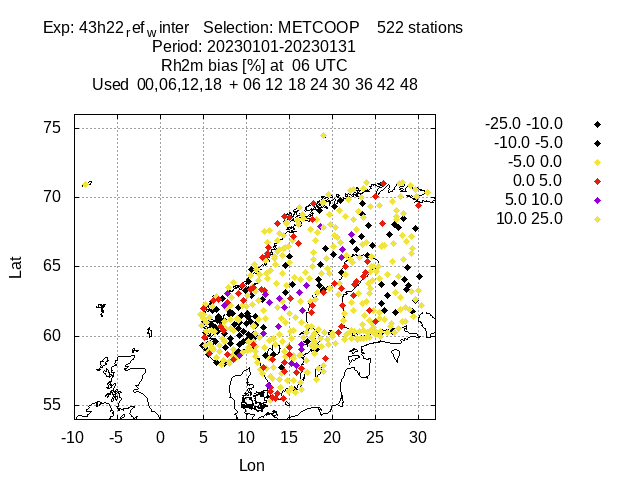 Exp: 43h22refwinter   Selection: METCOOP    522 stations
Period: 20230101-20230131
Rh2m bias [%] at  06 UTC
Used  00,06,12,18  + 06 12 18 24 30 36 42 48
-25.0 -10.0
-10.0 -5.0
-5.0 0.0
0.0 5.0
5.0 10.0
10.0 25.0
75
70
65
60
55
Lat
-10 -5 0 5 10 15 20 25 30
Lon